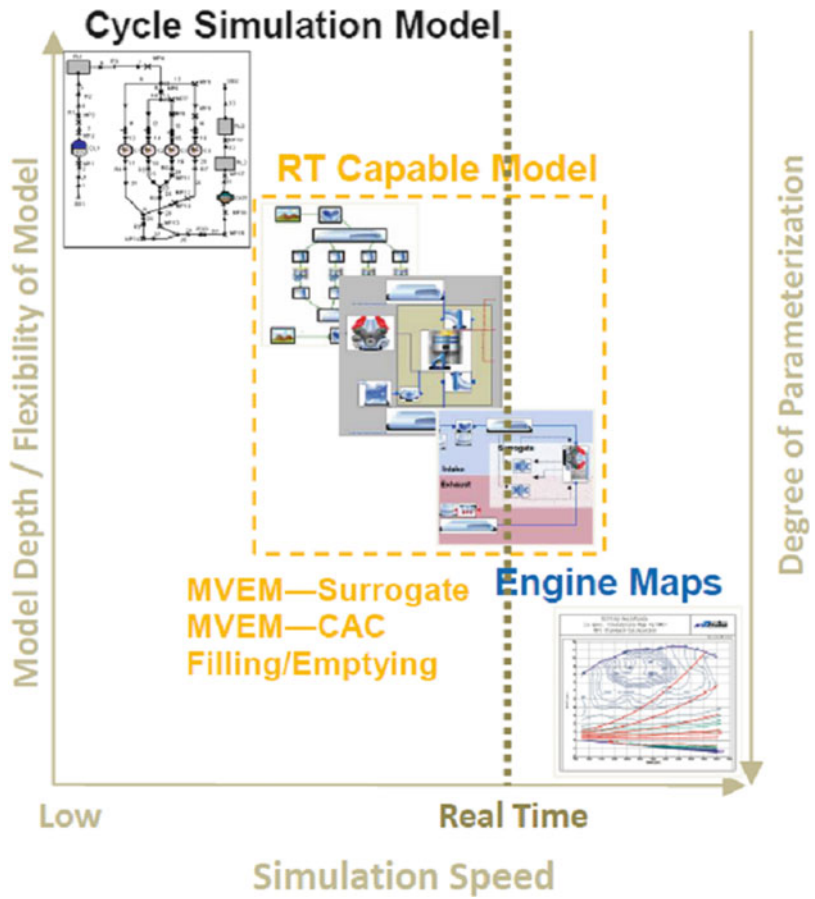 Cycle Simulation Model
RT Capable Model
Surrogate
Intake
Exhaust
MVEM—Surrogate
MVEM—CAC
Filling/Emptying
Engine Maps
Model Depth / Flexibility of Model
Degree of Parameterization
Low
Real Time
Simulation Speed